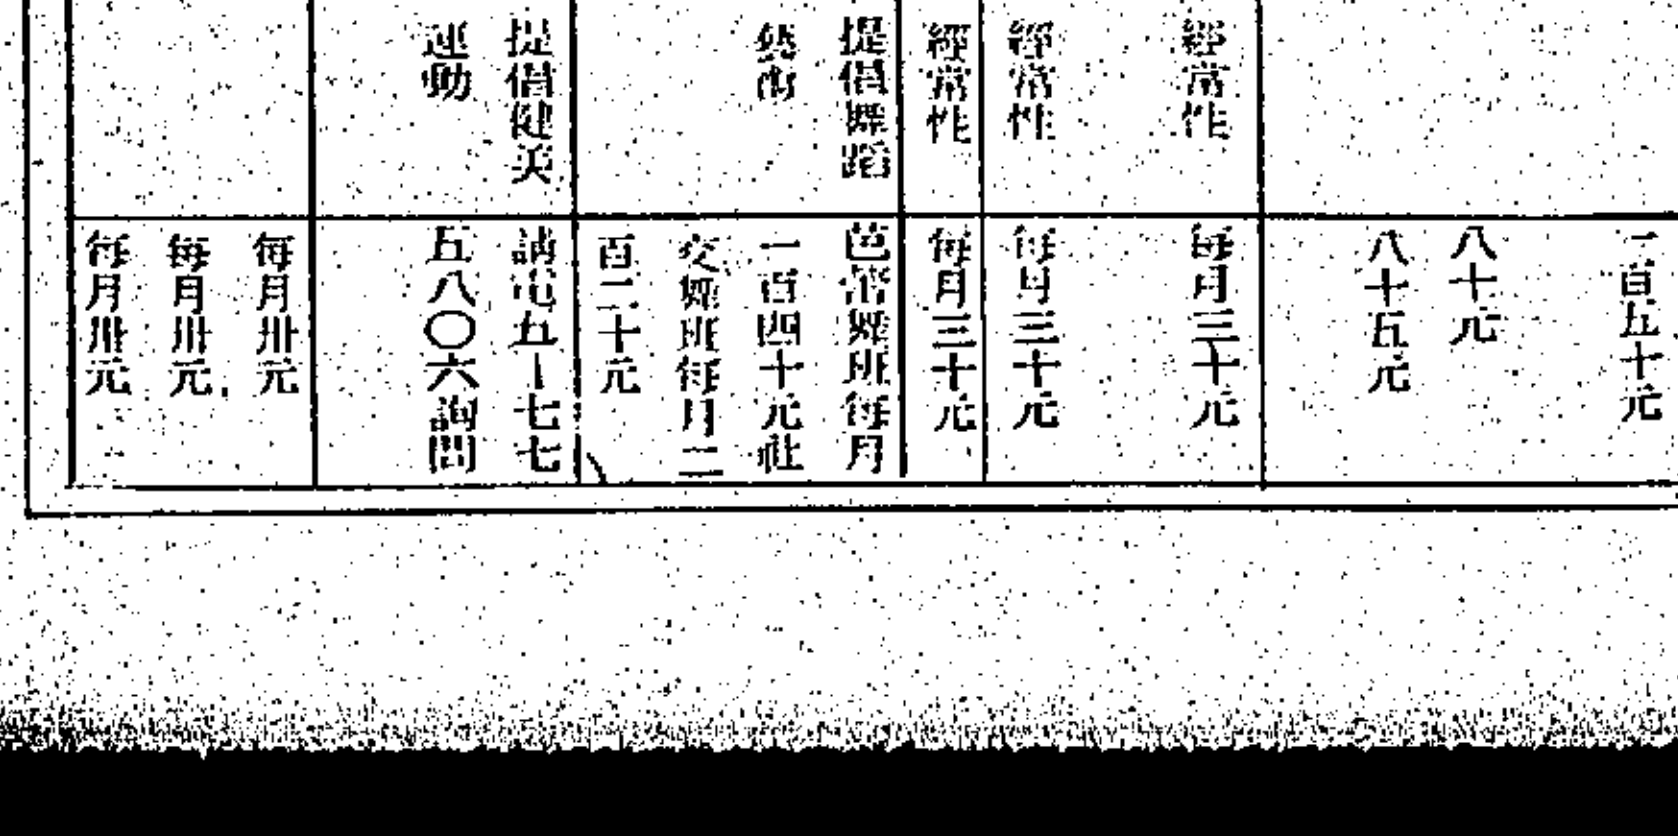 一百五十元
八十元
八十五元
經常性
每月三十元
經常性
每月三十元
經常性
每月三十元
提倡舞蹈
藝術
芭蕾舞班每月
一百四十元社
交舞班每月二
百二十元
提倡健美
運動
請電五一七七
五八〇六詢問
每月卅元
每月卅元
每月卅元